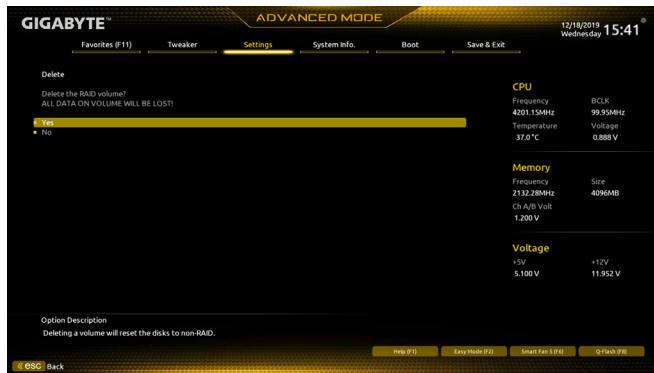 GIGABYTE™
ADVANCED MODE
12/18/2019
Wednesday 15:41
Favorites (F11) Tweaker Settings System Info. Boot Save & Exit
Delete
Delete the RAID volume?
ALL DATA ON VOLUME WILL BE LOST!
Yes
No
CPU
Frequency BCLK
4201.15MHz 99.95MHz
Temperature Voltage
37.0 °C 0.888 V
Memory
Frequency Size
2132.28MHz 4096MB
Ch A/B Volt
1.200 V
Voltage
+5V +12V
5.100 V 11.952 V
Option Description
Deleting a volume will reset the disks to non-RAID.
Help (F1) Easy Mode (F2) Smart Fan 5 (F6) Q-Flash (F8)
esc Back